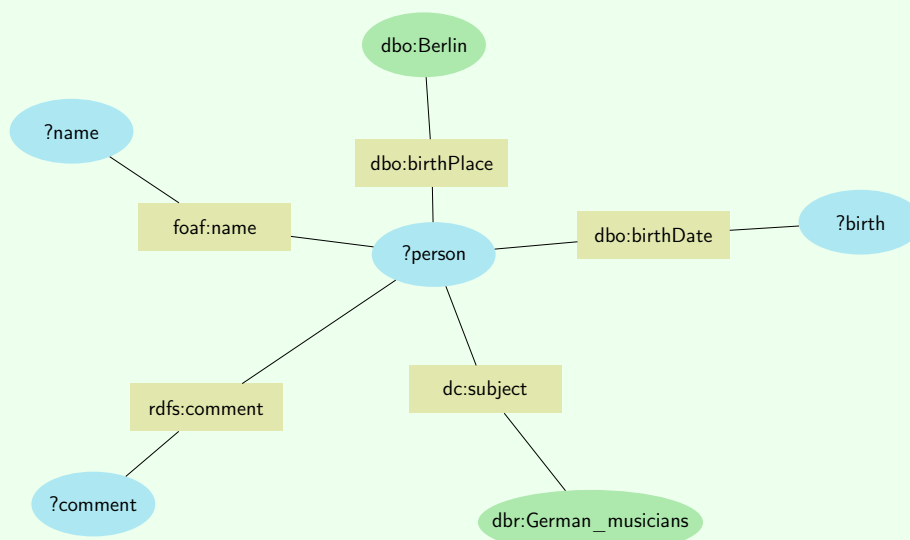 dbo:Berlin
?name
dbo:birthPlace
foaf:name
?birth
dbo:birthDate
?person
dc:subject
rdfs:comment
?comment
dbr:German_musicians